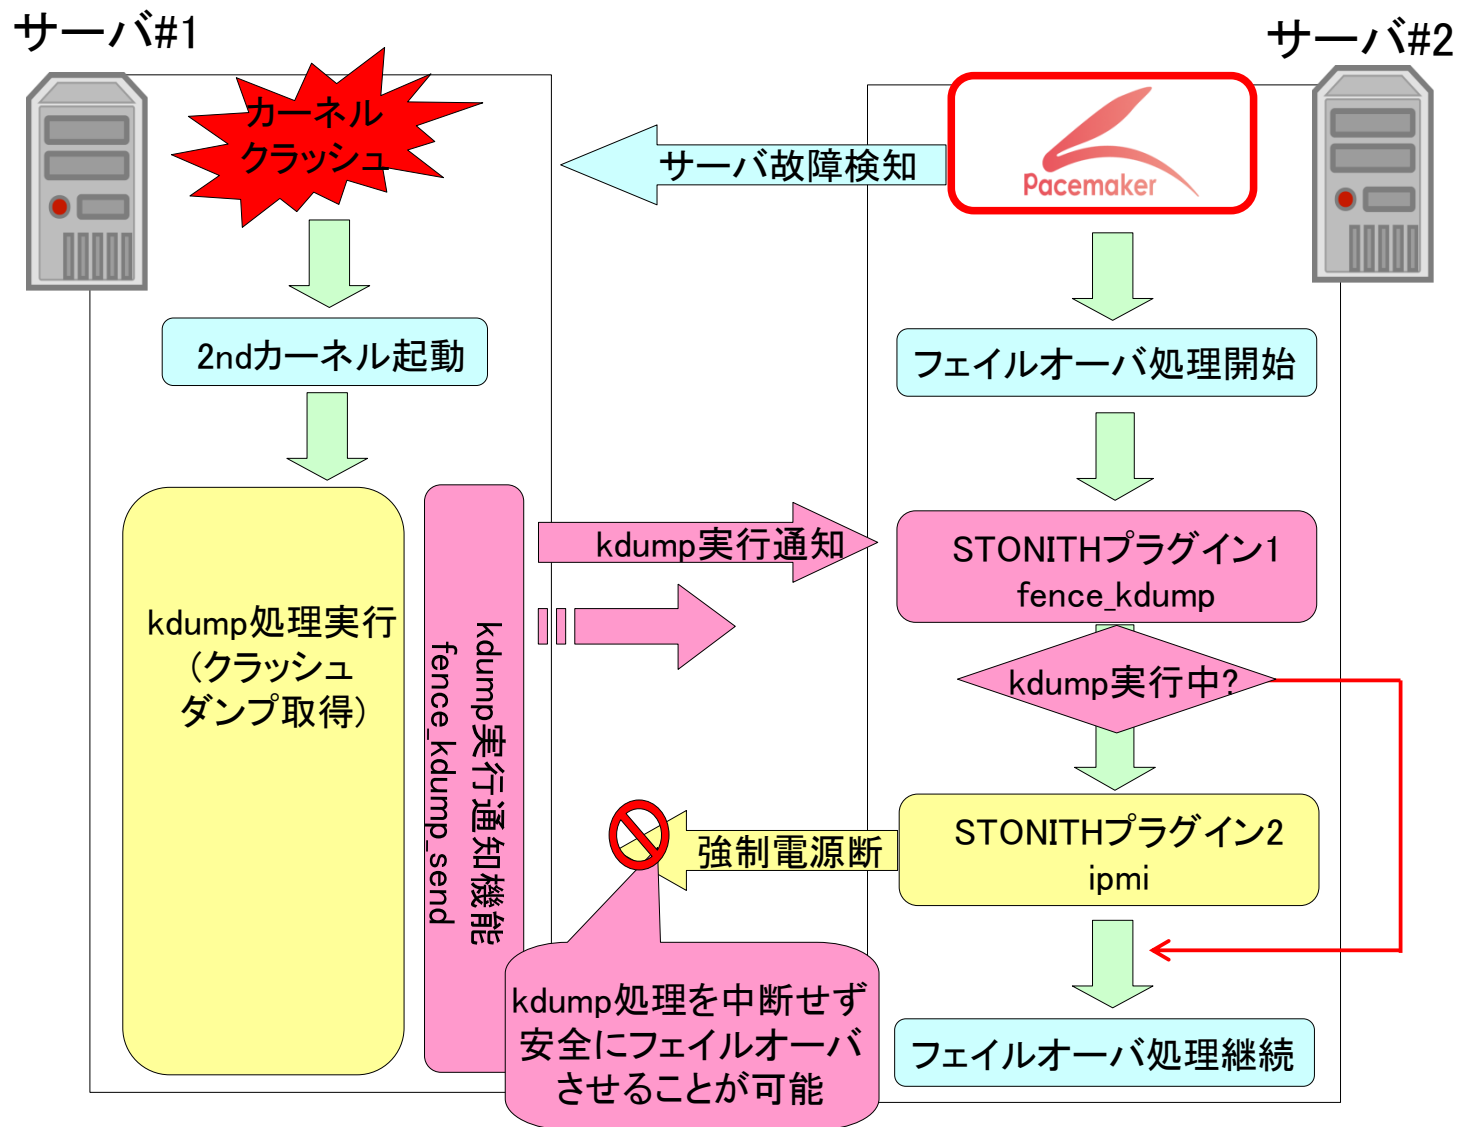 サーバ#1
サーバ#2
カーネル
クラッシュ
サーバ故障検知
Pacemaker
2ndカーネル起動
フェイルオーバ処理開始
kdump処理実行
(クラッシュ
ダンプ取得)
kdump実行通知機能
fence_kdump_send
kdump実行通知
STONITHプラグイン1
fence_kdump
kdump実行中?
強制電源断
STONITHプラグイン2
ipmi
kdump処理を中断せず
安全にフェイルオーバ
させることが可能
フェイルオーバ処理継続